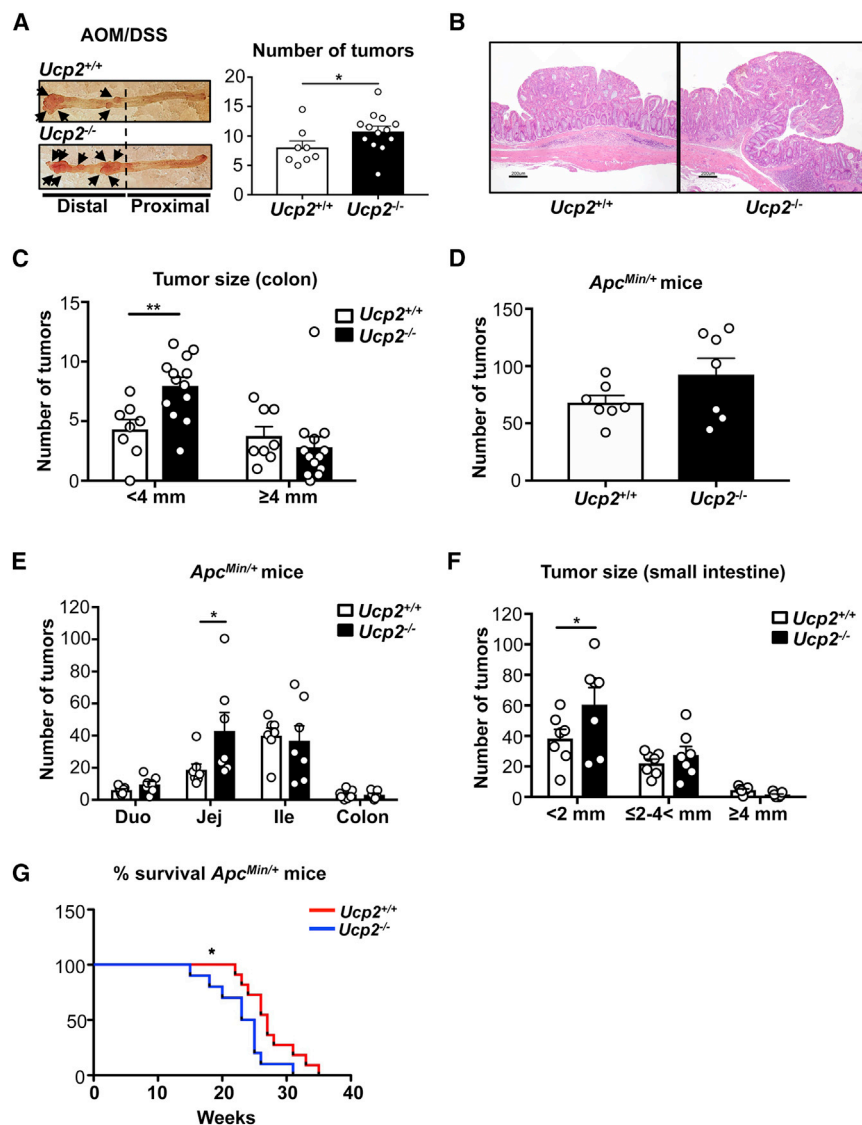 A
AOM/DSS
Ucp2+/+
Ucp2-/-
Distal Proximal
Number of tumors
*
20
15
10
5
0
Ucp2+/+ Ucp2-/-
B
200µm
200µm
Ucp2+/+ Ucp2-/-
C
Tumor size (colon)
Number of tumors
15
10
5
0
**
Ucp2+/+
Ucp2-/-
<4 mm ≥4 mm
D
ApcMin/+ mice
Number of tumors
150
100
50
0
Ucp2+/+ Ucp2-/-
E
ApcMin/+ mice
Number of tumors
120
100
80
60
40
20
0
*
Ucp2+/+
Ucp2-/-
Duo Jej Ile Colon
F
Tumor size (small intestine)
Number of tumors
120
100
80
60
40
20
0
*
Ucp2+/+
Ucp2-/-
<2 mm ≤2-4< mm ≥4 mm
G
% survival ApcMin/+ mice
150
100
50
*
Ucp2+/+
Ucp2-/-
0 10 20 30 40
Weeks